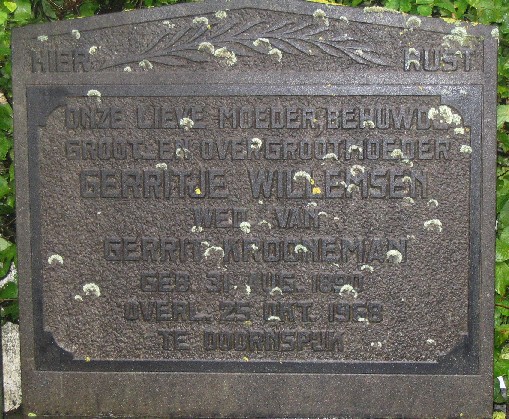 HIER RUST
ONZE LIEVE MOEDER BEHUWD
GROOT EN OVERGROOTMOEDER
GERRITJE WILLEMSEN
WED. VAN
GERRIT KROONEMAN
GEB. 31 AUG. 1890
OVERL. 25 OKT. 1968
TE DOORNSPIJK